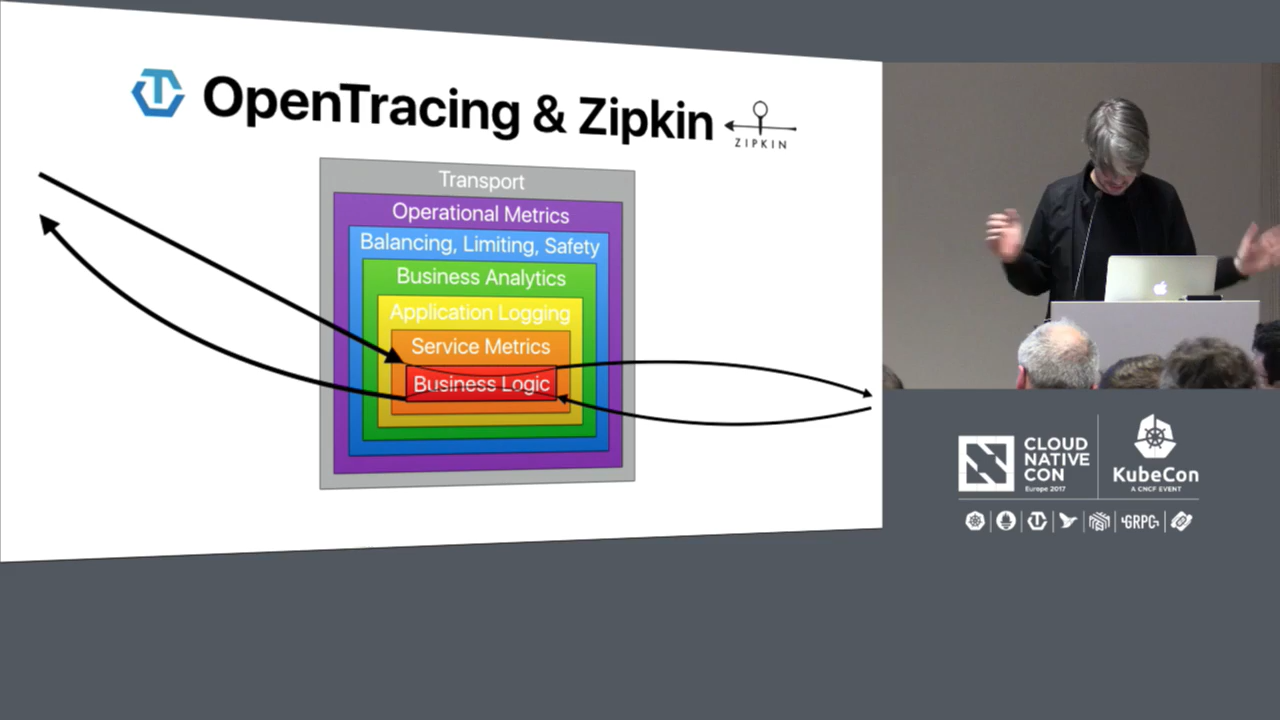 OpenTracing & Zipkin
ZIPKIN
Transport
Operational Metrics
Balancing, Limiting, Safety
Business Analytics
Application Logging
Service Metrics
Business Logic
CLOUD
NATIVE
CON
Europe 2017
KubeCon
A CNCF EVENT
GRPC